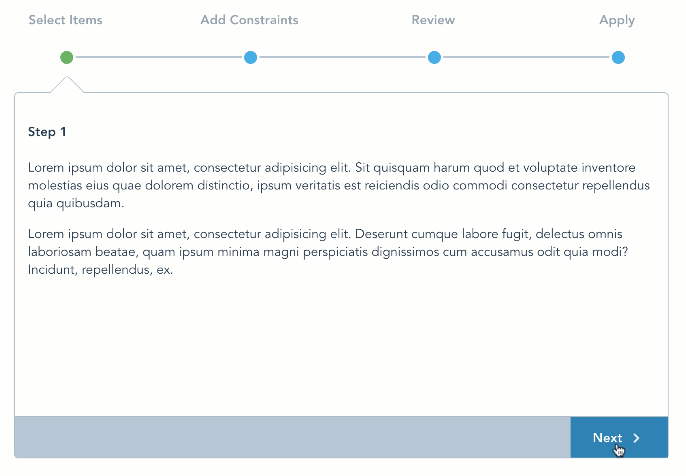 Select Items
Add Constraints
Review
Apply
Step 1
Lorem ipsum dolor sit amet, consectetur adipisicing elit. Sit quisquam harum quod et voluptate inventore
molestias eius quae dolorem distinctio, ipsum veritatis est reiciendis odio commodi consectetur repellendus
quia quibusdam.
Lorem ipsum dolor sit amet, consectetur adipisicing elit. Deserunt cumque labore fugit, delectus omnis
laboriosam beatae, quam ipsum minima magni perspiciatis dignissimos cum accusamus odit quia modi?
Incidunt, repellendus, ex.
Next